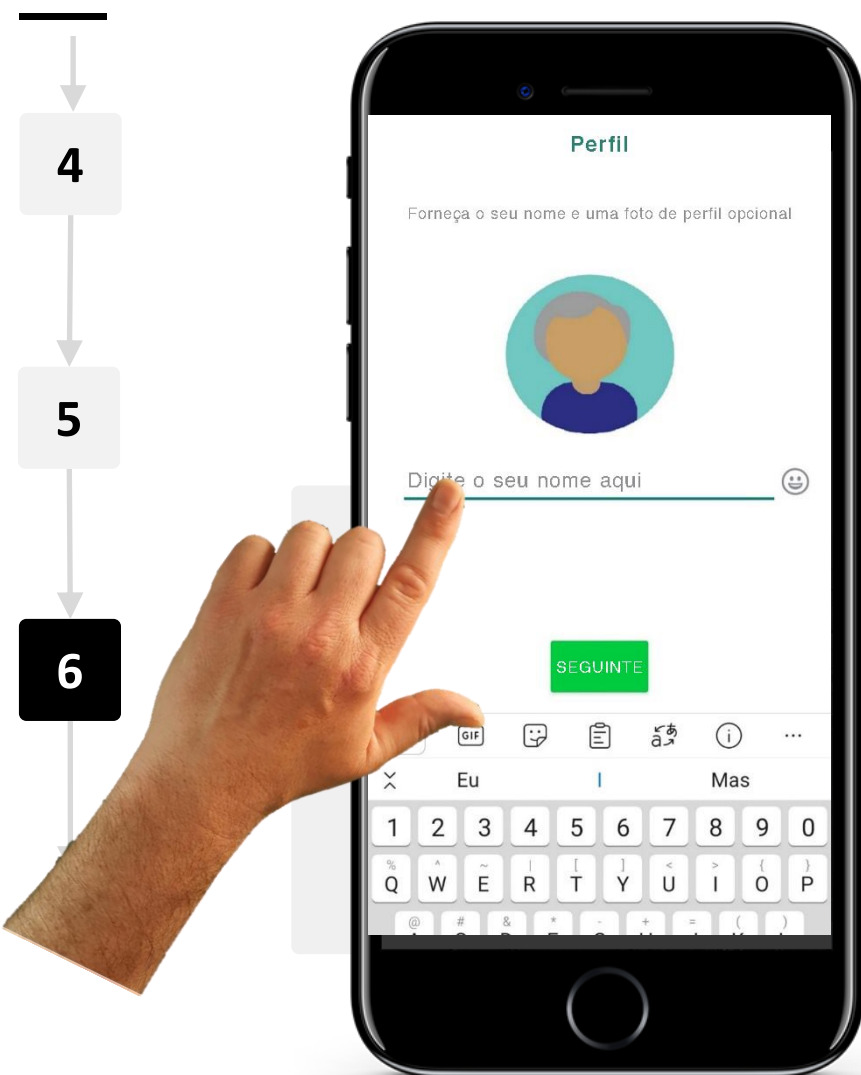 4
5
6
Perfil
Forneça o seu nome e uma foto de perfil opcional
Digite o seu nome aqui
SEGUINTE
GIF
Eu I Mas
1 2 3 4 5 6 7 8 9 0
% ^ ~ | [ ] < > { }
Q W E R T Y U I O P
@ # & * - + = ( )